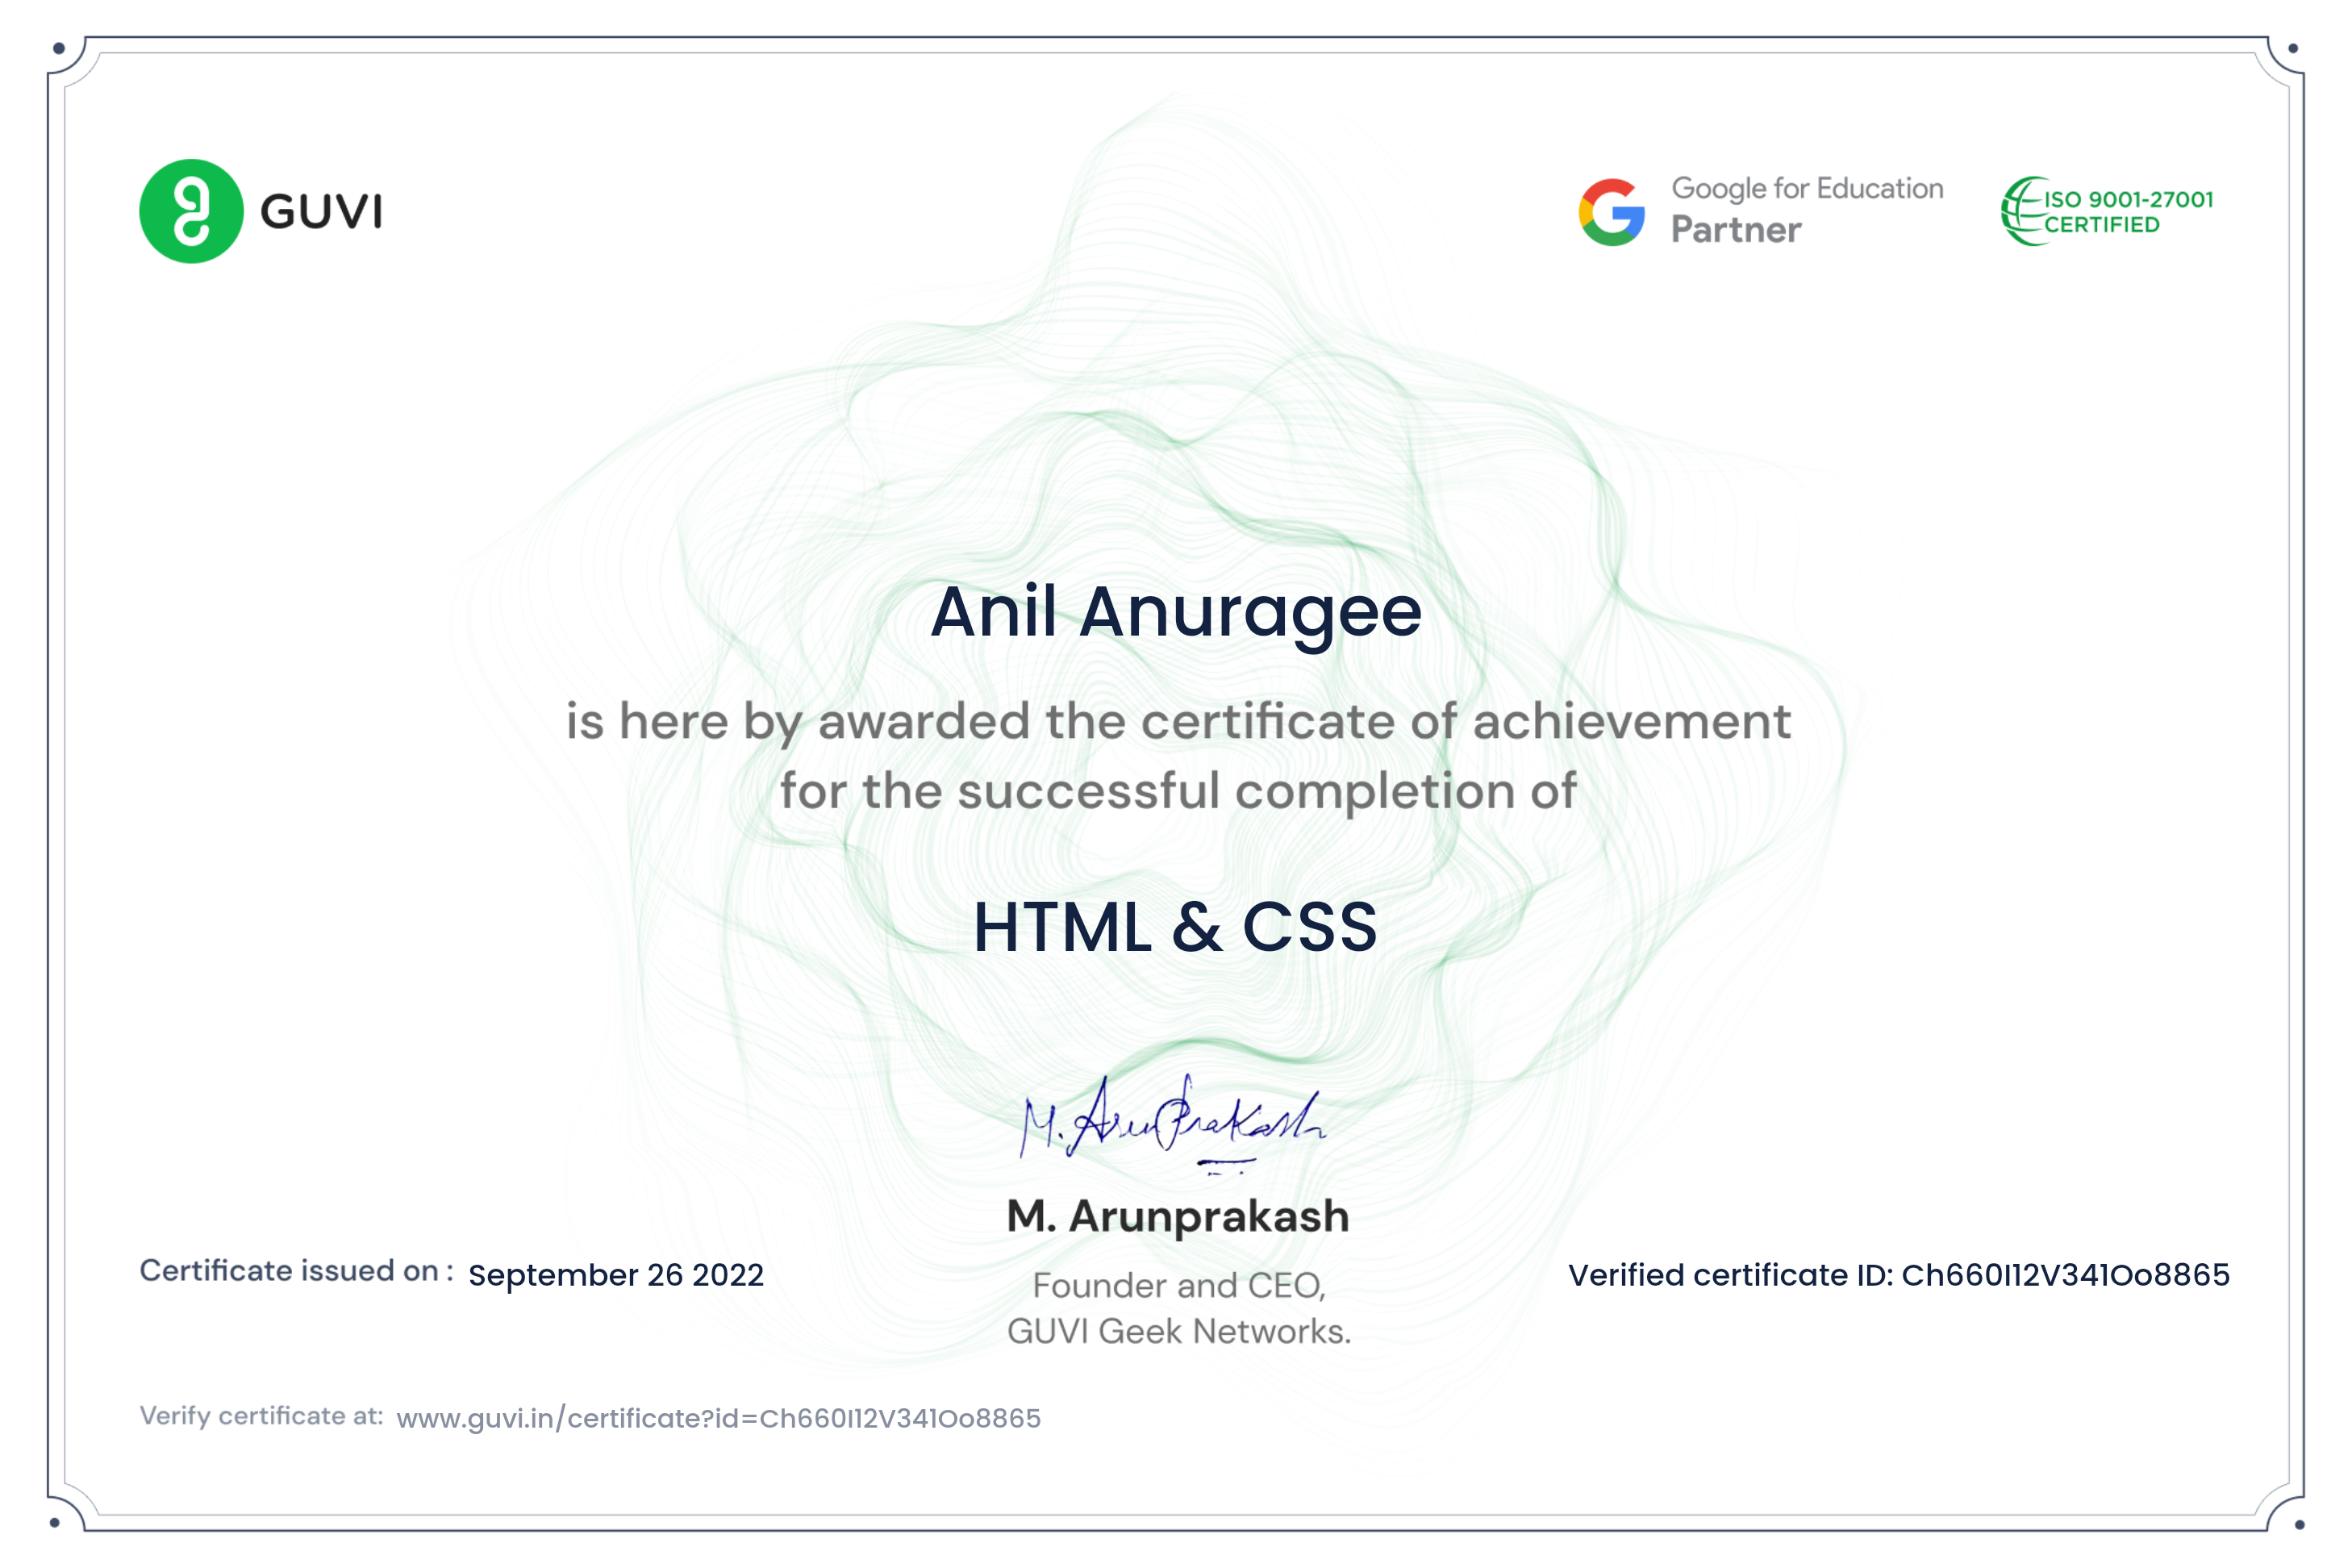 GUVI
Google for Education
Partner
ISO 9001-27001
CERTIFIED
Anil Anuragee
is here by awarded the certificate of achievement
for the successful completion of
HTML & CSS
M. ArunPrakash
M. Arunprakash
Founder and CEO,
GUVI Geek Networks.
Certificate issued on : September 26 2022
Verified certificate ID: Ch660I12V341Oo8865
Verify certificate at: www.guvi.in/certificate?id=Ch660I12V341Oo8865